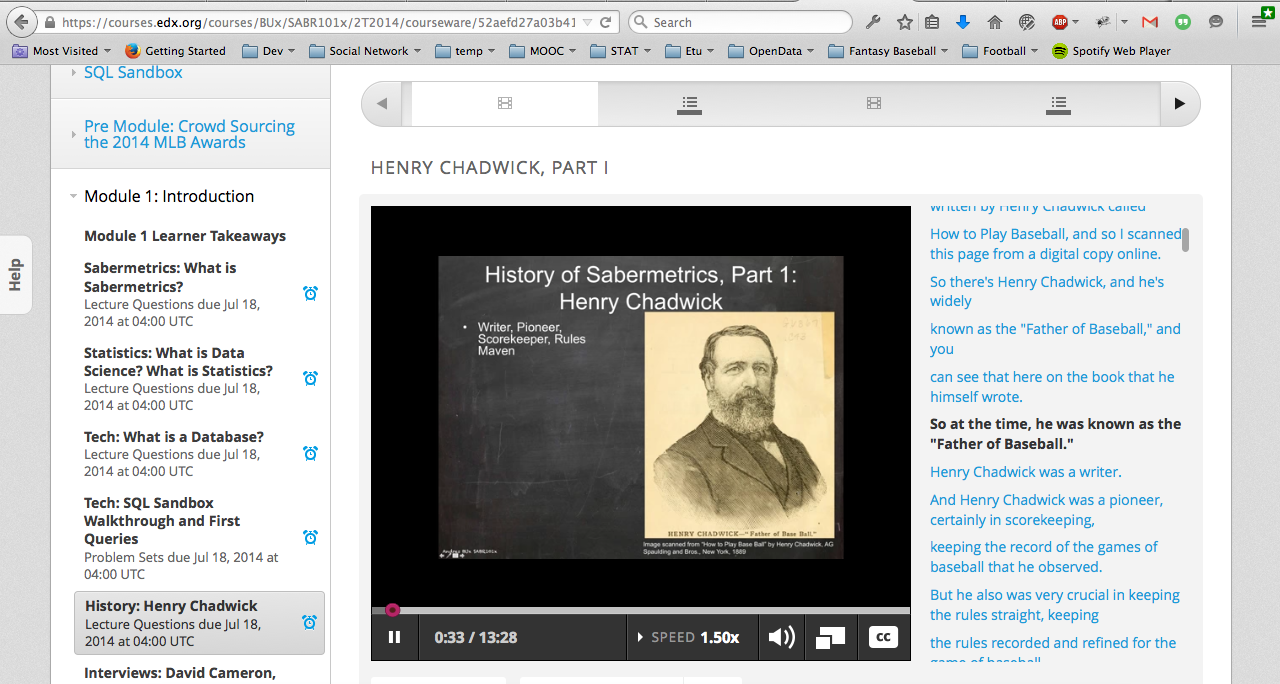 https://courses.edx.org/courses/BUx/SABR101x/2T2014/courseware/52aefd27a03b41
Search
ABP
Most Visited
Getting Started
Dev
Social Network
temp
MOOC
STAT
Etu
OpenData
Fantasy Baseball
Football
Spotify Web Player
Help
SQL Sandbox
Pre Module: Crowd Sourcing
the 2014 MLB Awards
Module 1: Introduction
Module 1 Learner Takeaways
Sabermetrics: What is
Sabermetrics?
Lecture Questions due Jul 18,
2014 at 04:00 UTC
Statistics: What is Data
Science? What is Statistics?
Lecture Questions due Jul 18,
2014 at 04:00 UTC
Tech: What is a Database?
Lecture Questions due Jul 18,
2014 at 04:00 UTC
Tech: SQL Sandbox
Walkthrough and First
Queries
Problem Sets due Jul 18, 2014 at
04:00 UTC
History: Henry Chadwick
Lecture Questions due Jul 18,
2014 at 04:00 UTC
Interviews: David Cameron,
HENRY CHADWICK, PART I
History of Sabermetrics, Part 1:
Henry Chadwick
• Writer, Pioneer,
Scorekeeper, Rules
Maven
HENRY CHADWICK—"Father of Base Ball."
Image scanned from "How to Play Base Ball" by Henry Chadwick, AG
Spaulding and Bros., New York, 1889
Andres BUx SABR101x
0:33 / 13:28
SPEED 1.50x
CC
written by Henry Chadwick called
How to Play Baseball, and so I scanned
this page from a digital copy online.
So there's Henry Chadwick, and he's
widely
known as the "Father of Baseball," and
you
can see that here on the book that he
himself wrote.
So at the time, he was known as the
"Father of Baseball."
Henry Chadwick was a writer.
And Henry Chadwick was a pioneer,
certainly in scorekeeping,
keeping the record of the games of
baseball that he observed.
But he also was very crucial in keeping
the rules straight, keeping
the rules recorded and refined for the
game of baseball